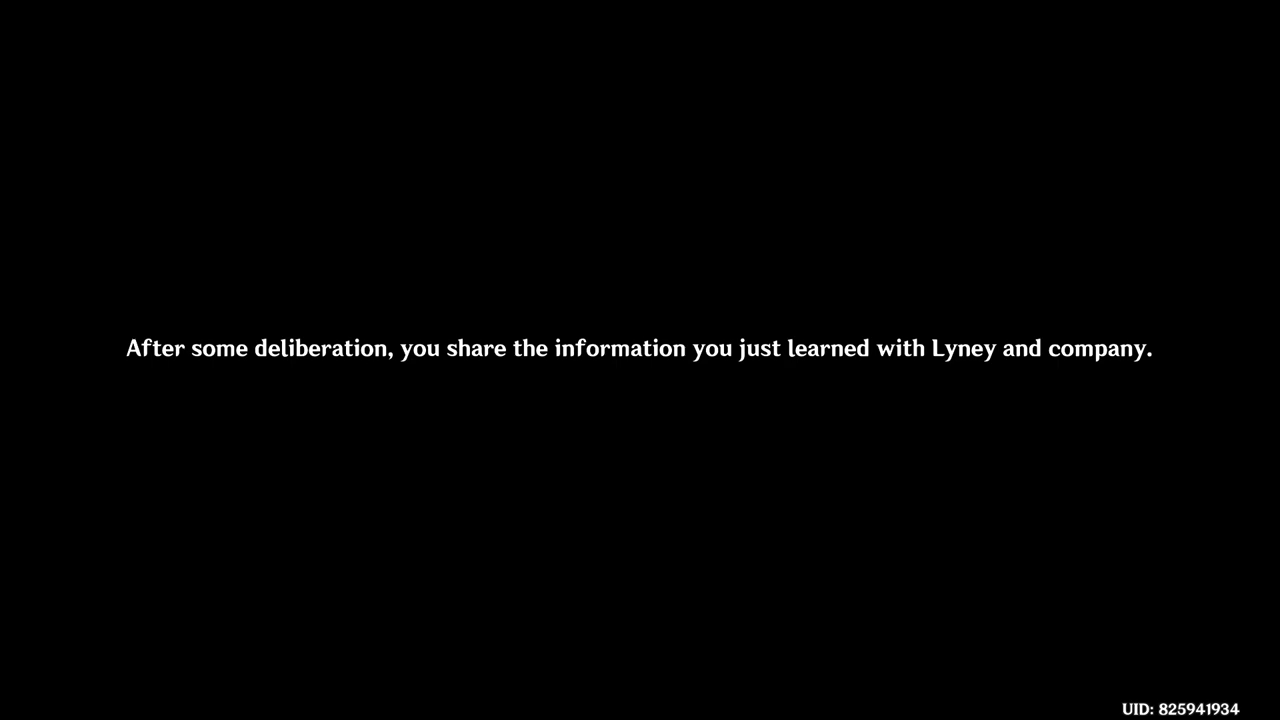 After some deliberation, you share the information you just learned with Lyney and company.
UID: 825941934